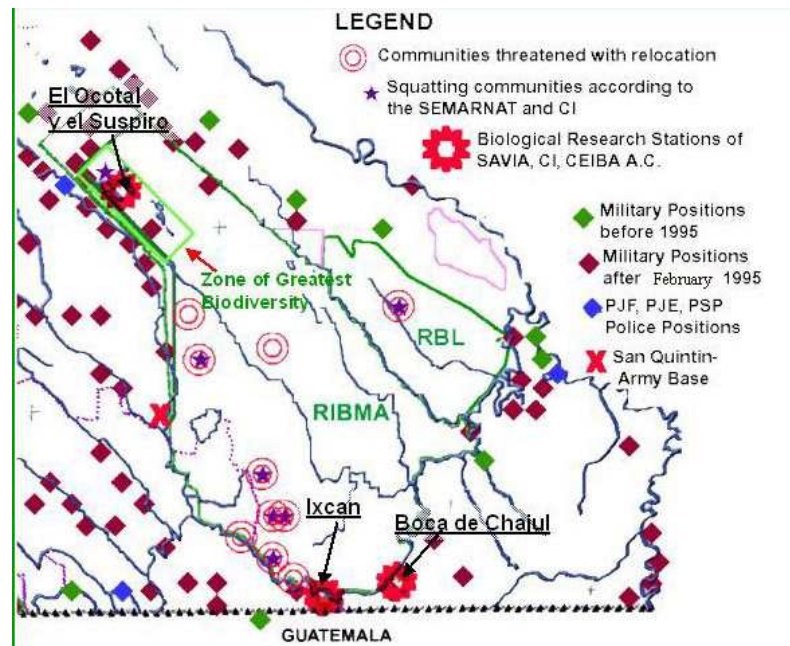 LEGEND
Communities threatened with relocation
Squatting communities according to
the SEMARNAT and CI
Biological Research Stations of
SAVIA, CI, CEIBA A.C.
El Ocotal
y el Suspiro
Military Positions
before 1995
Military Positions
after February 1995
PJF, PJE, PSP
Police Positions
San Quintin-
Army Base
Zone of Greatest
Biodiversity
RBL
RIBMA
Ixcan
Boca de Chajul
GUATEMALA